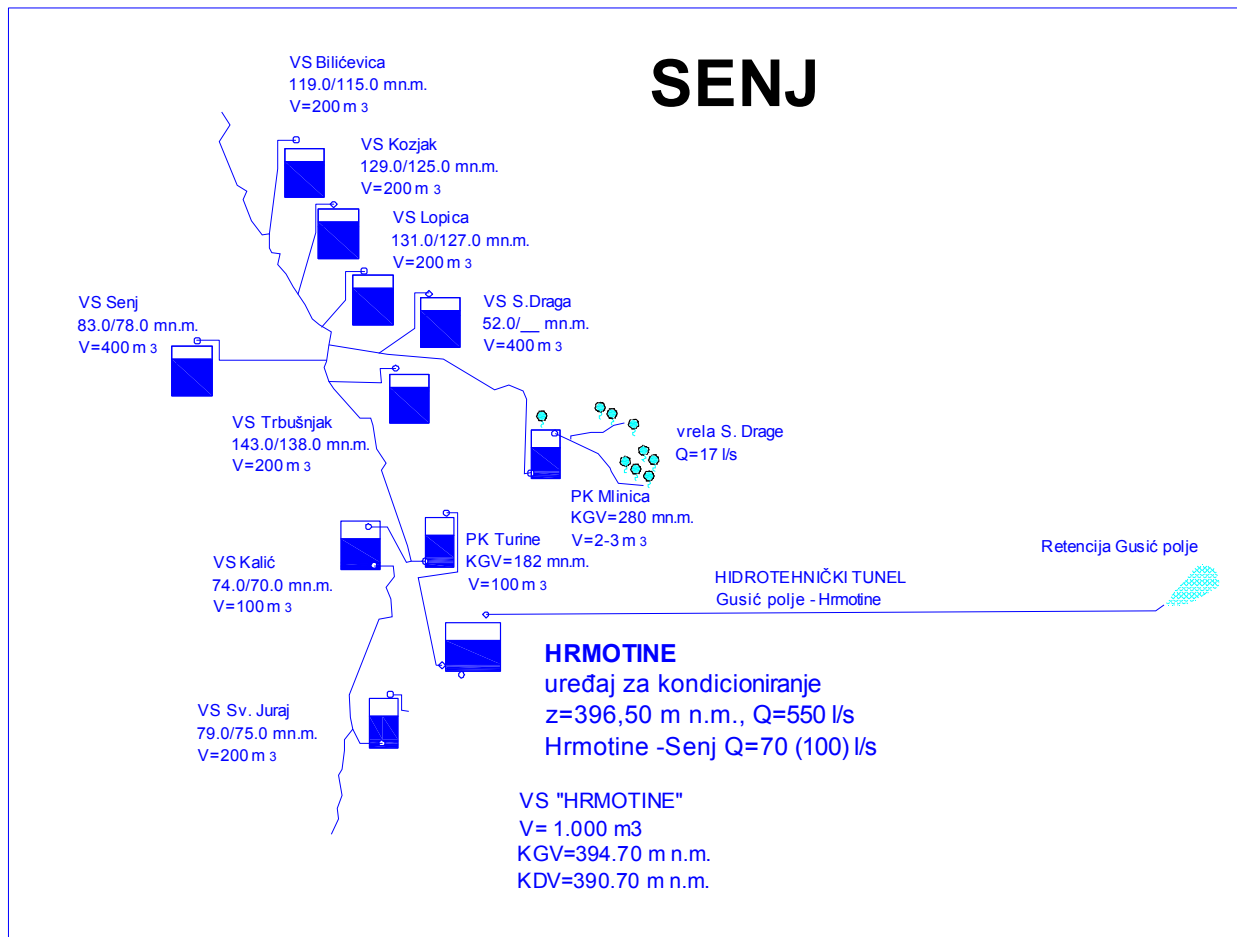 SENJ
VS Bilićevica
119.0/115.0 mn.m.
V=200 m 3
VS Kozjak
129.0/125.0 mn.m.
V=200 m 3
VS Lopica
131.0/127.0 mn.m.
V=200 m 3
VS Senj
83.0/78.0 mn.m.
V=400 m 3
VS S.Draga
52.0/__ mn.m.
V=400 m 3
VS Trbušnjak
143.0/138.0 mn.m.
V=200 m 3
vrela S. Drage
Q=17 l/s
PK Mlinica
KGV=280 mn.m.
V=2-3 m 3
PK Turine
KGV=182 mn.m.
V=100 m 3
VS Kalić
74.0/70.0 mn.m.
V=100 m 3
Retencija Gusić polje
HIDROTEHNIČKI TUNEL
Gusić polje - Hrmotine
HRMOTINE
uređaj za kondicioniranje
z=396,50 m n.m., Q=550 l/s
Hrmotine -Senj Q=70 (100) l/s
VS Sv. Juraj
79.0/75.0 mn.m.
V=200 m 3
VS "HRMOTINE"
V= 1.000 m3
KGV=394.70 m n.m.
KDV=390.70 m n.m.